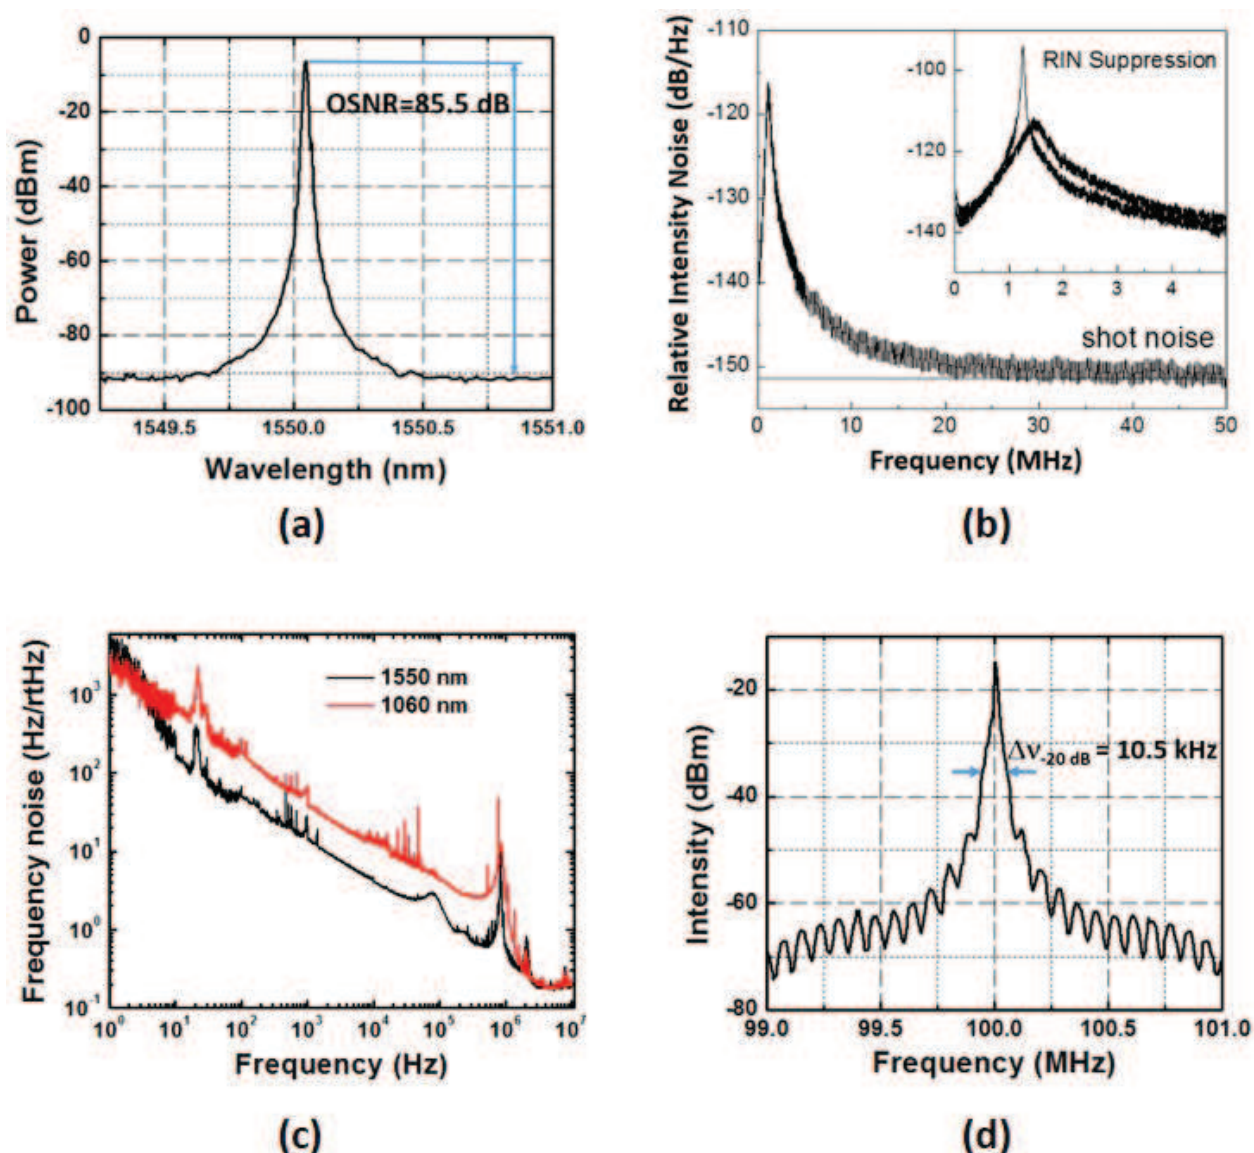 0
-20
-40
-60
-80
-100
OSNR=85.5 dB
1549.5
1550.0
1550.5
1551.0
Power (dBm)
Wavelength (nm)
(a)
-110
-120
-130
-140
-150
RIN Suppression
-100
-120
-140
0 1 2 3 4
shot noise
0 10 20 30 40 50
Relative Intensity Noise (dB/Hz)
Frequency (MHz)
(b)
10³
10²
10¹
10⁰
10⁻¹
1550 nm
1060 nm
10⁰ 10¹ 10² 10³ 10⁴ 10⁵ 10⁶ 10⁷
Frequency noise (Hz/rtHz)
Frequency (Hz)
(c)
-20
-40
-60
-80
Δν-20 dB = 10.5 kHz
99.0 99.5 100.0 100.5 101.0
Intensity (dBm)
Frequency (MHz)
(d)